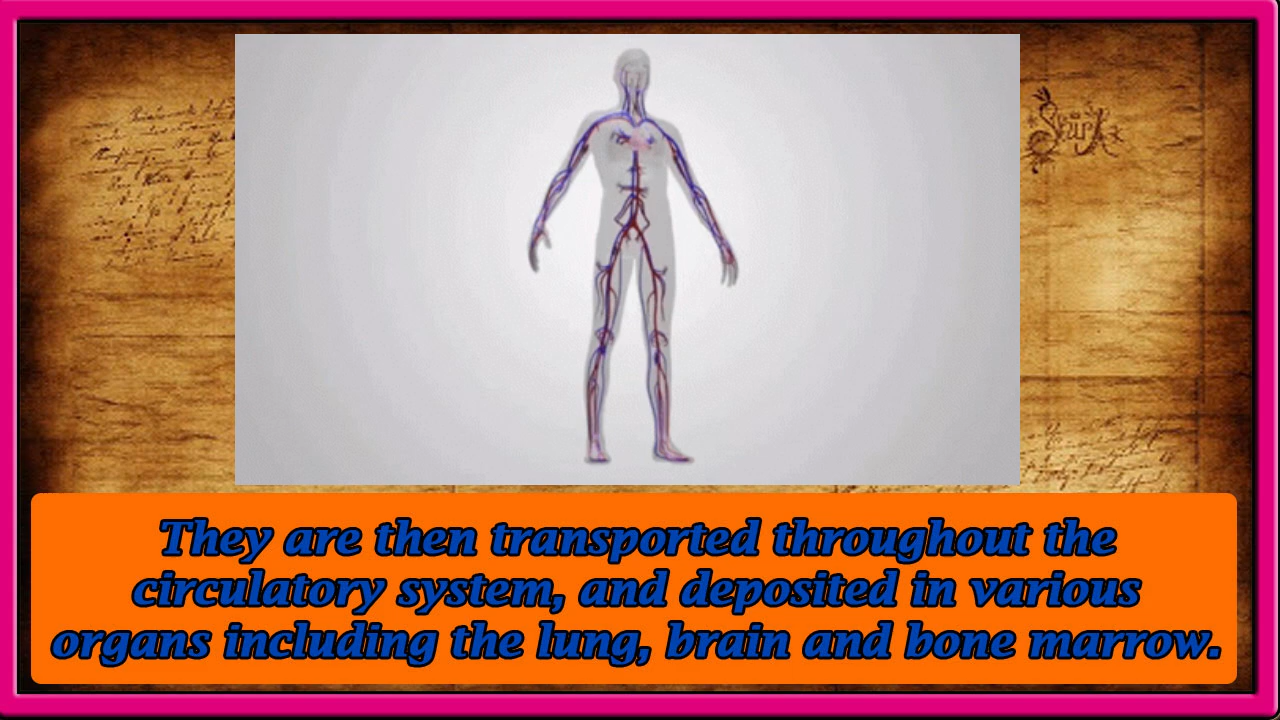 They are then transported throughout the
circulatory system, and deposited in various
organs including the lung, brain and bone marrow.